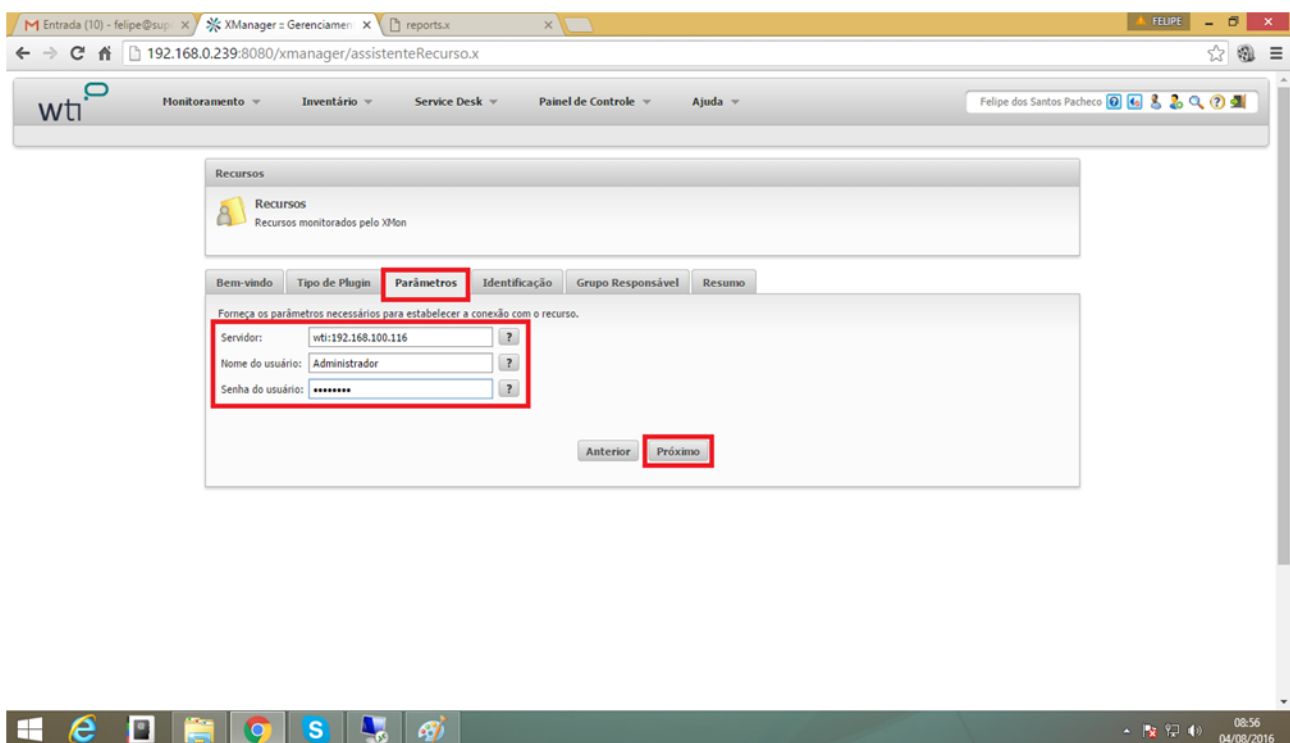 Entrada (10) - felipe@sup
XManager :: Gerenciamen
reports.x
FELIPE
192.168.0.239:8080/xmanager/assistenteRecurso.x
wti
Monitoramento
Inventário
Service Desk
Painel de Controle
Ajuda
Felipe dos Santos Pacheco
Recursos
Recursos
Recursos monitorados pelo XMon
Bem-vindo
Tipo de Plugin
Parâmetros
Identificação
Grupo Responsável
Resumo
Forneça os parâmetros necessários para estabelecer a conexão com o recurso.
Servidor: wti:192.168.100.116 ?
Nome do usuário: Administrador ?
Senha do usuário: •••••••• ?
Anterior
Próximo
08:56
04/08/2016